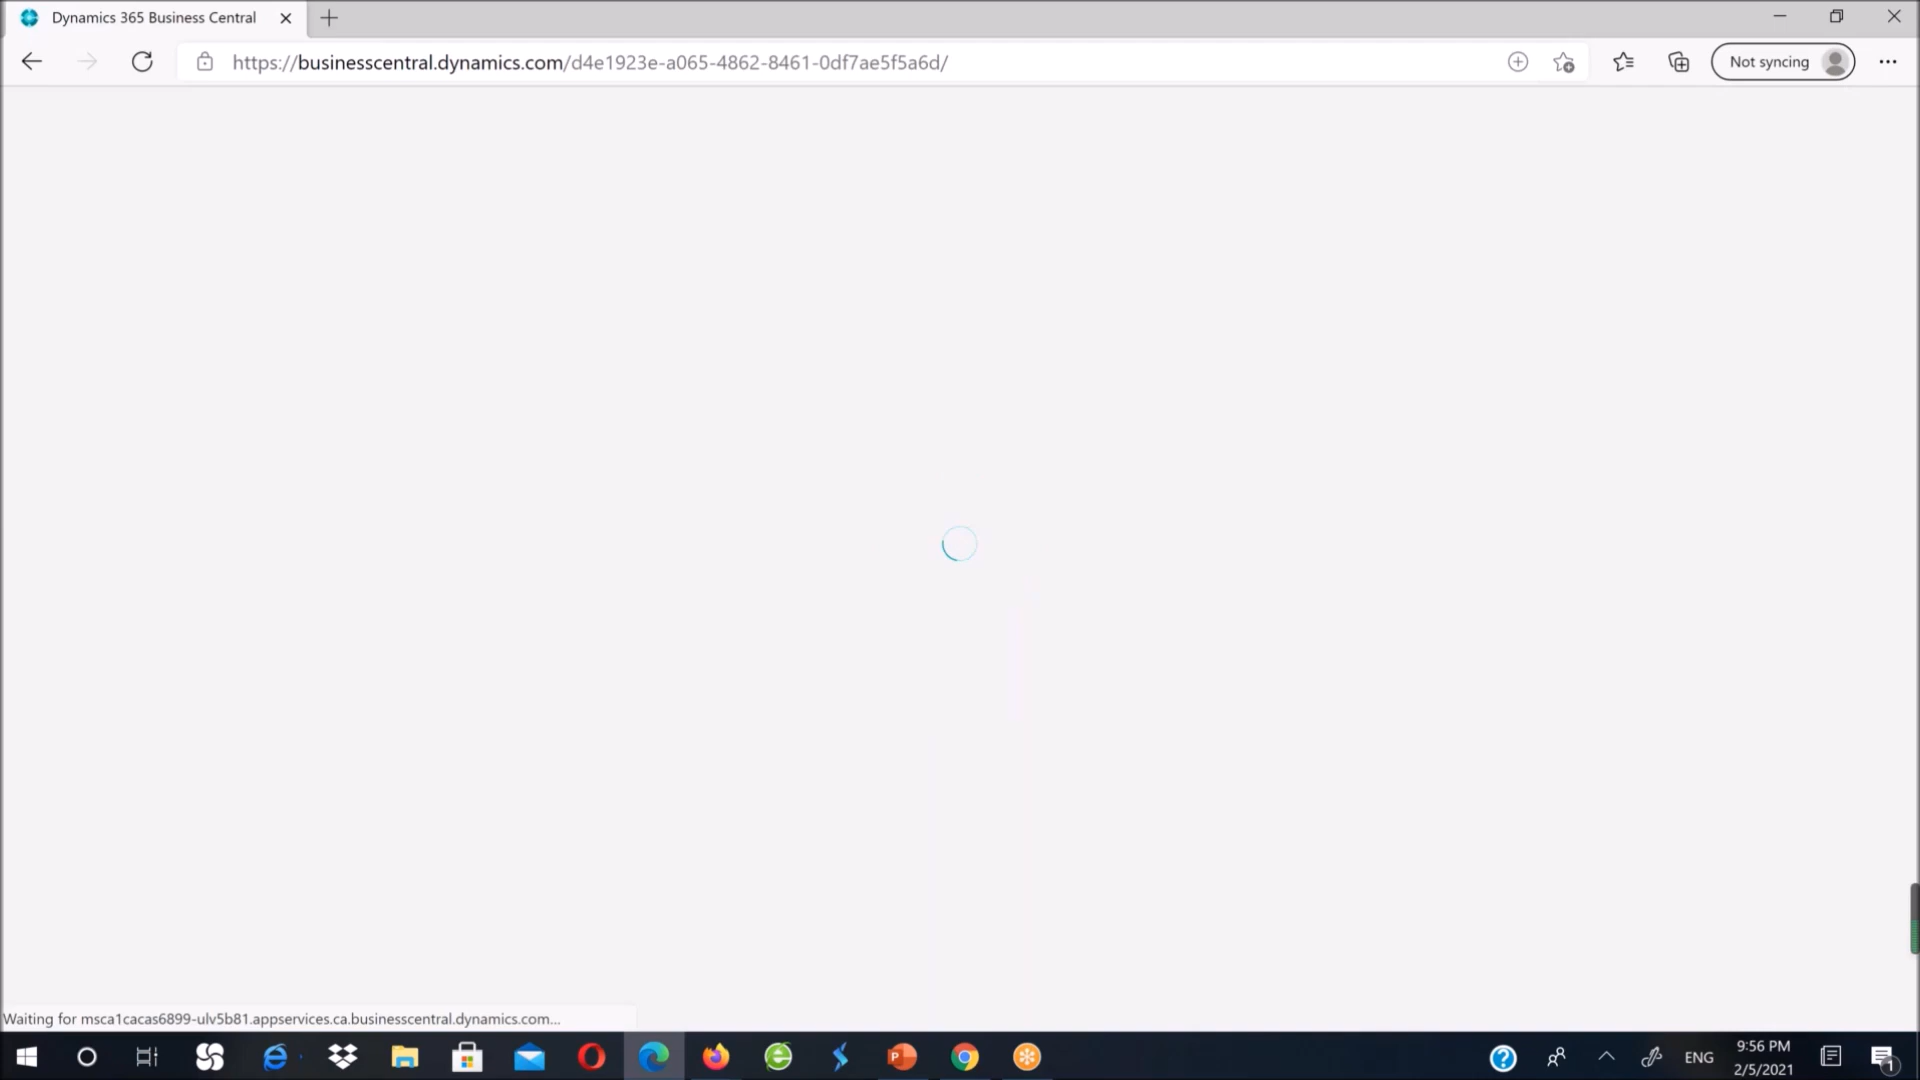 Dynamics 365 Business Central
https://businesscentral.dynamics.com/d4e1923e-a065-4862-8461-0df7ae5f5a6d/
Not syncing
Waiting for msca1cacas6899-ulv5b81.appservices.ca.businesscentral.dynamics.com...
ENG
9:56 PM
2/5/2021
1